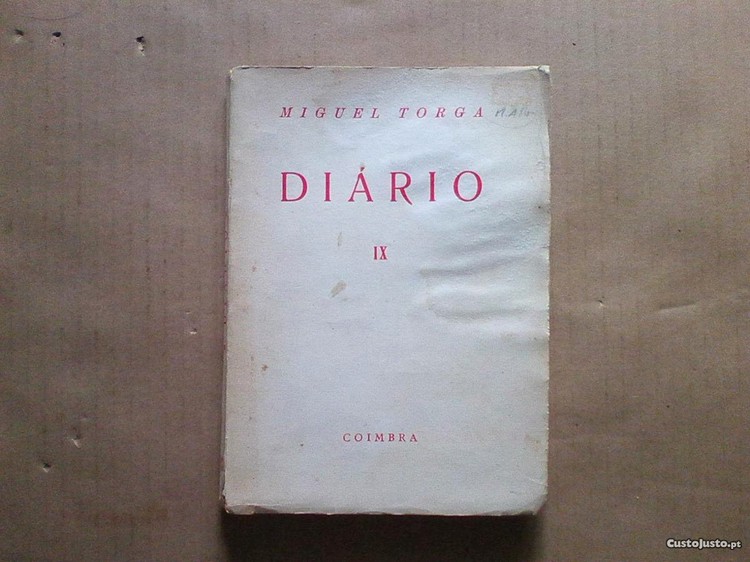 MIGUEL TORGA
DIÁRIO
IX
COIMBRA
CustoJusto.pt